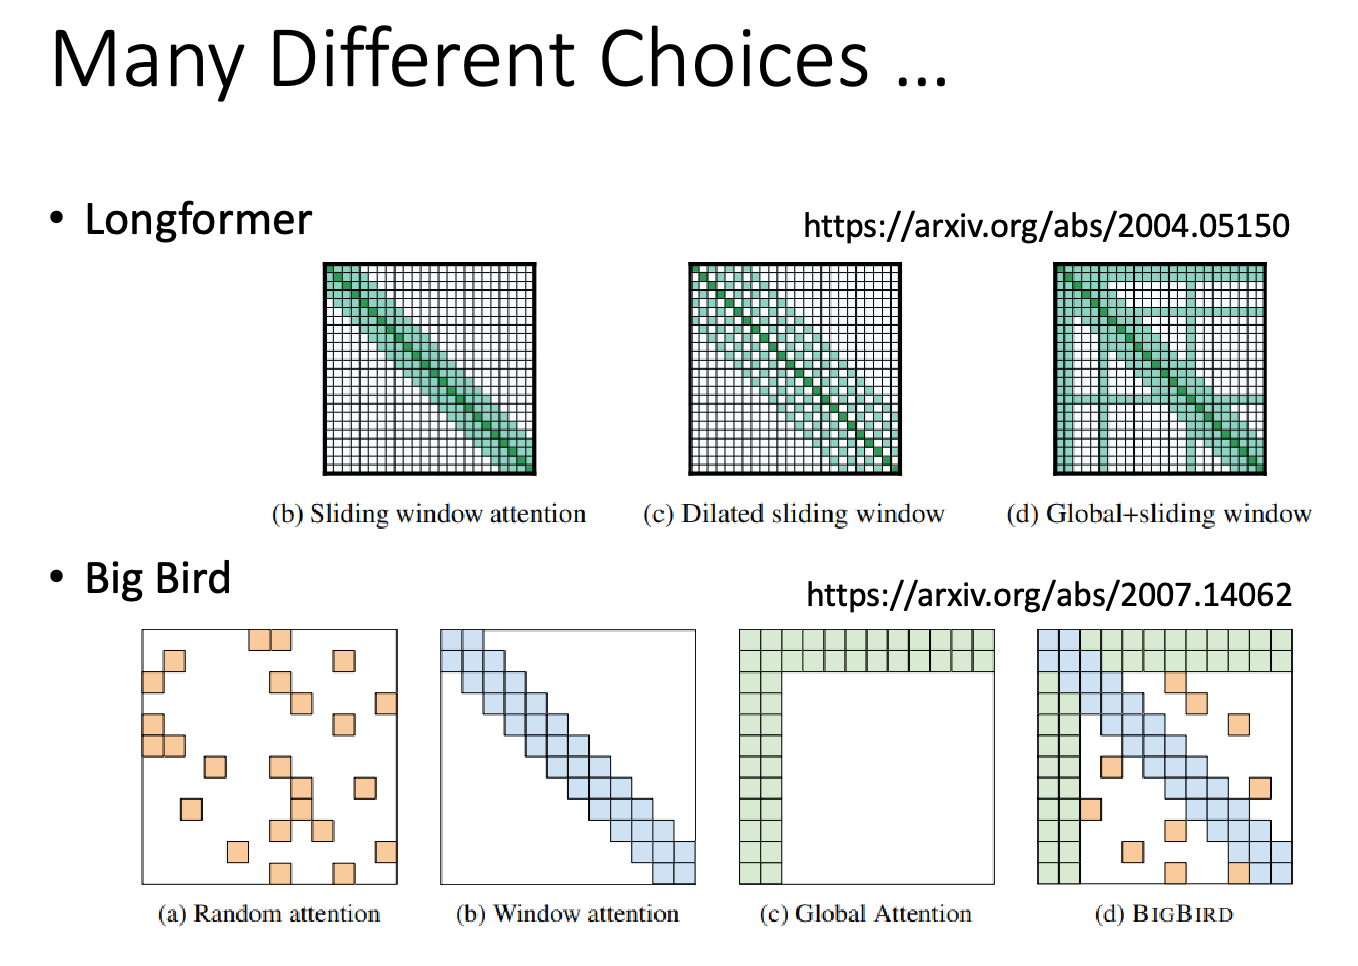 Many Different Choices ...
• Longformer https://arxiv.org/abs/2004.05150
(b) Sliding window attention (c) Dilated sliding window (d) Global+sliding window
• Big Bird https://arxiv.org/abs/2007.14062
(a) Random attention (b) Window attention (c) Global Attention (d) BIGBIRD